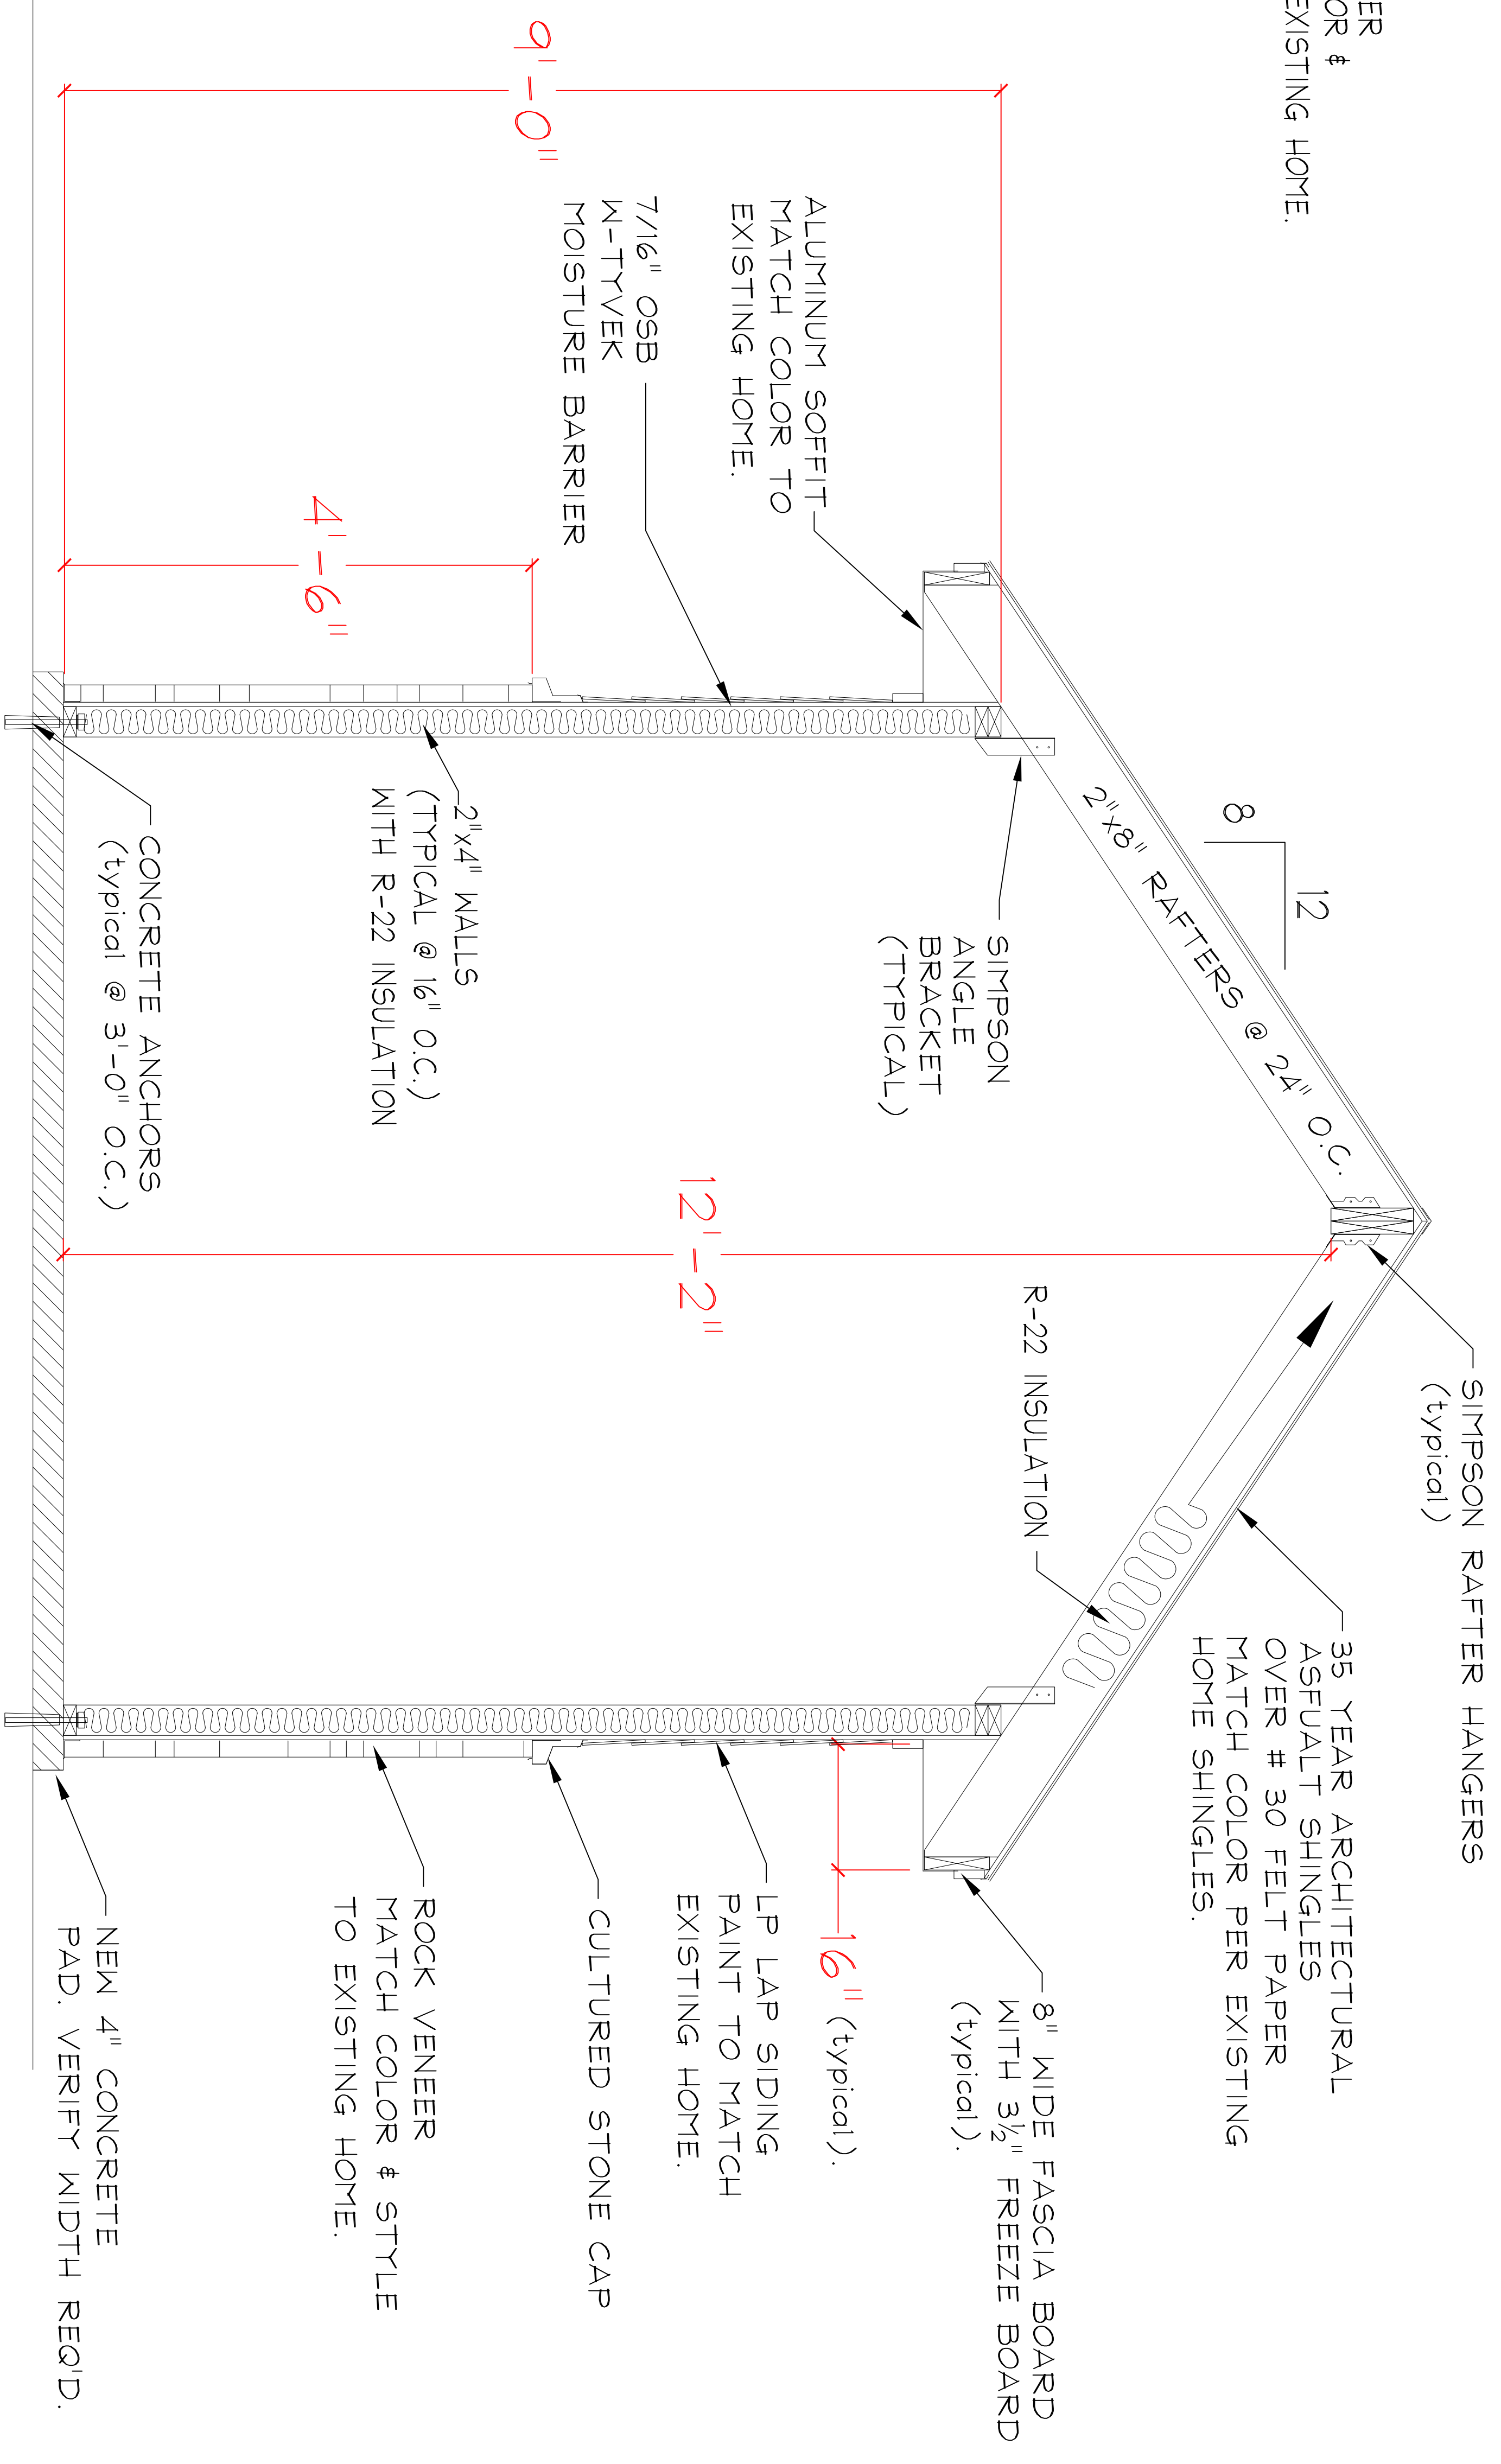 ER
OR &
EXISTING HOME.
SIMPSON RAFTER HANGERS
(typical)
35 YEAR ARCHITECTURAL
ASFUALT SHINGLES
OVER # 30 FELT PAPER
MATCH COLOR PER EXISTING
HOME SHINGLES.
12
8
2"x8" RAFTERS @ 24" O.C.
R-22 INSULATION
SIMPSON
ANGLE
BRACKET
(TYPICAL)
8" WIDE FASCIA BOARD
WITH 3½" FREEZE BOARD
(typical).
16" (typical).
ALUMINUM SOFFIT
MATCH COLOR TO
EXISTING HOME.
LP LAP SIDING
PAINT TO MATCH
EXISTING HOME.
7/16" OSB
W-TYVEK
MOISTURE BARRIER
9'-0"
12'-2"
CULTURED STONE CAP
2"x4" WALLS
(TYPICAL @ 16" O.C.)
WITH R-22 INSULATION
ROCK VENEER
MATCH COLOR & STYLE
TO EXISTING HOME.
4'-6"
CONCRETE ANCHORS
(typical @ 3'-0" O.C.)
NEW 4" CONCRETE
PAD. VERIFY WIDTH REQ'D.